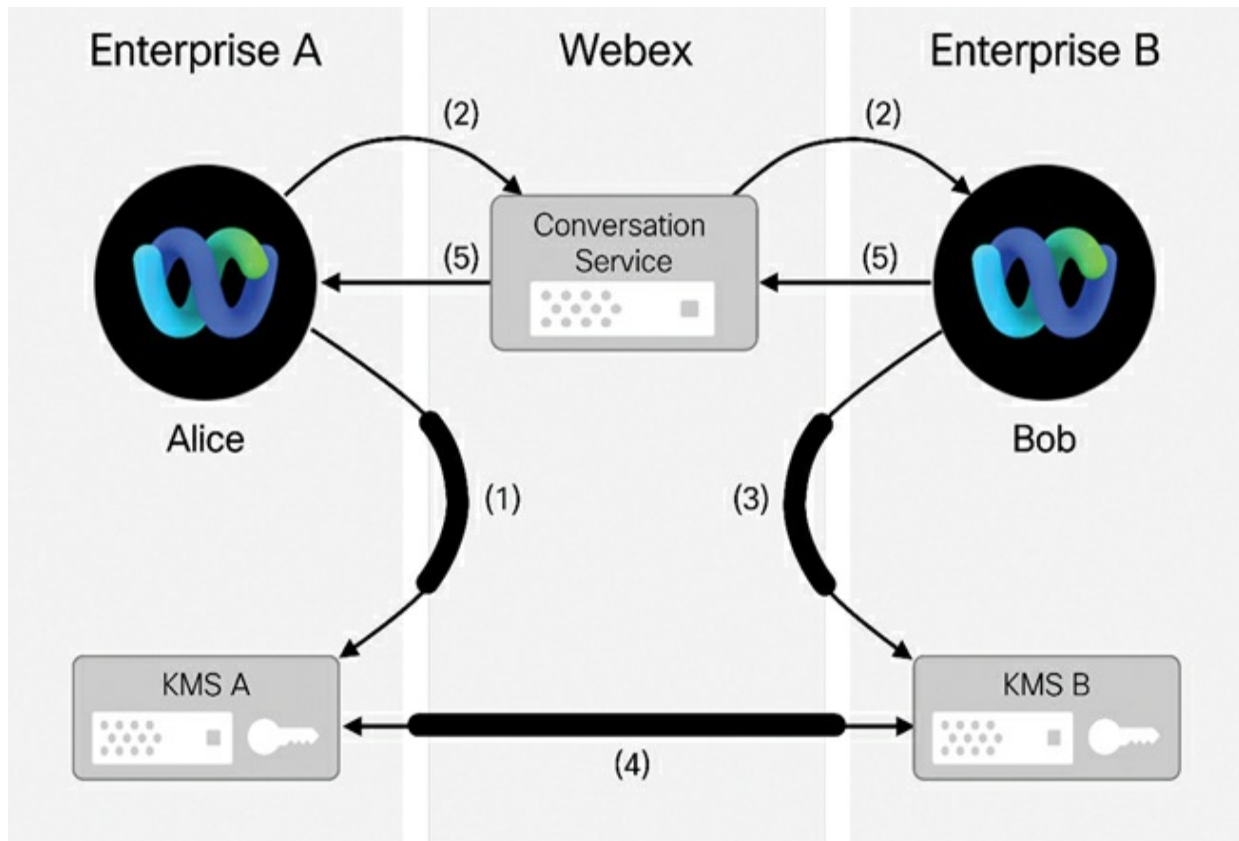 Enterprise A
Webex
Enterprise B
(2)
(2)
Conversation
Service
(5)
(5)
Alice
Bob
(1)
(3)
KMS A
KMS B
(4)